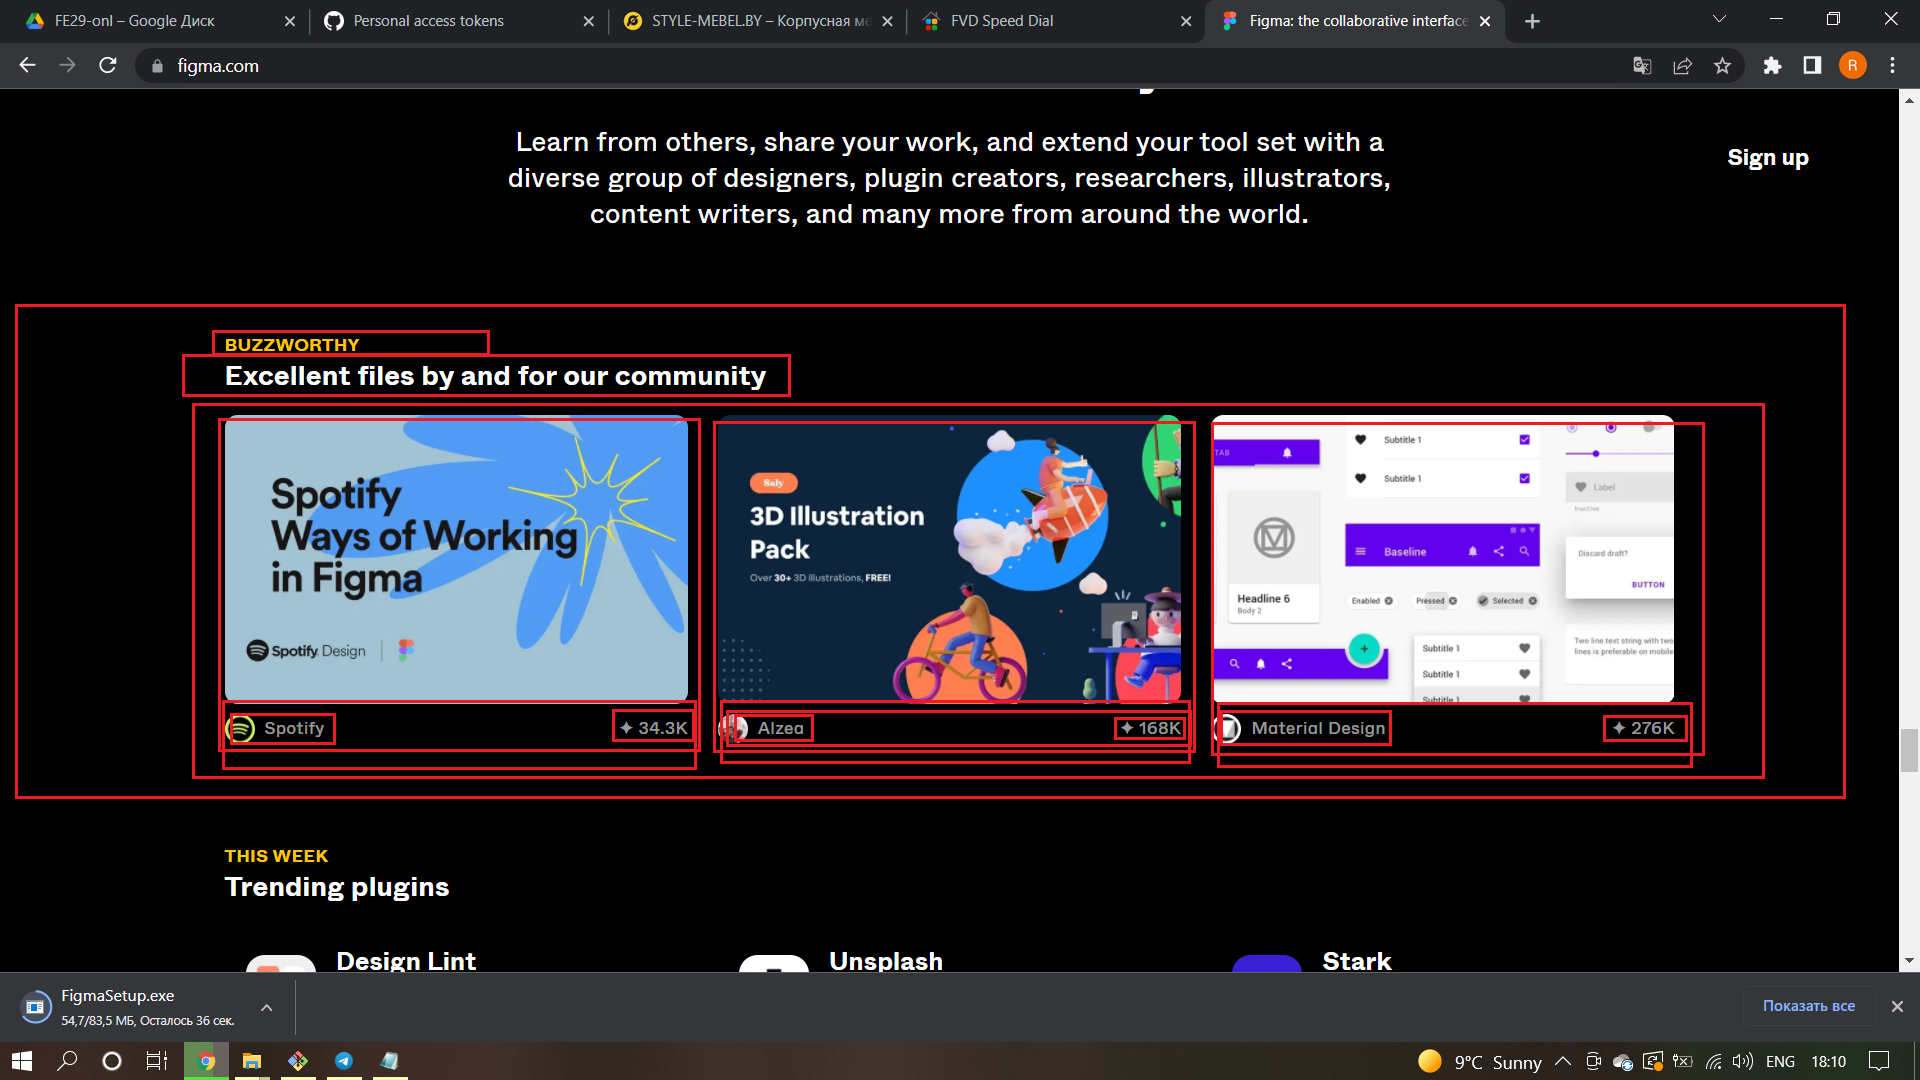 FE29-onl – Google Диск
Personal access tokens
STYLE-MEBEL.BY – Корпусная ме
FVD Speed Dial
Figma: the collaborative interface
figma.com
R
Learn from others, share your work, and extend your tool set with a
diverse group of designers, plugin creators, researchers, illustrators,
content writers, and many more from around the world.
Sign up
BUZZWORTHY
Excellent files by and for our community
Spotify
Ways of Working
in Figma
Spotify Design
Saly
3D Illustration
Pack
Over 30+ 3D illustrations, FREE!
TAB
Subtitle 1
Subtitle 1
Label
Inactive
Baseline
Discard draft?
BUTTON
Headline 6
Body 2
Enabled
Pressed
Selected
Two line text string with two
lines is preferable on mobile
Subtitle 1
Subtitle 1
Subtitle 1
Spotify
34.3K
Alzea
168K
Material Design
276K
THIS WEEK
Trending plugins
Design Lint
Unsplash
Stark
FigmaSetup.exe
54,7/83,5 МБ, Осталось 36 сек.
Показать все
9°C Sunny
ENG
18:10